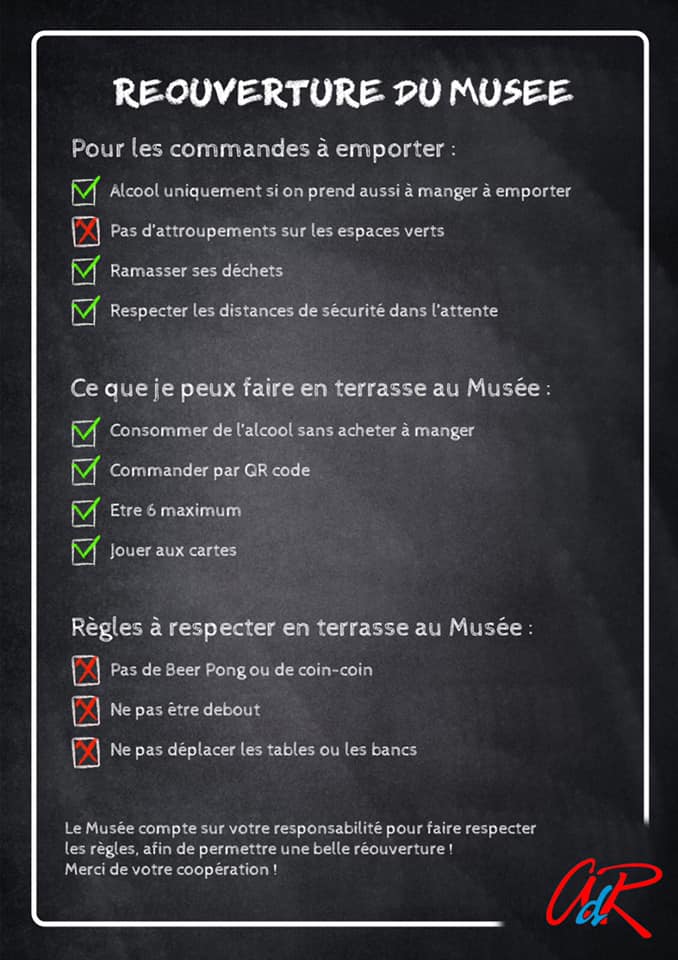 REOUVERTURE DU MUSEE
Pour les commandes à emporter :
Alcool uniquement si on prend aussi à manger à emporter
Pas d'attroupements sur les espaces verts
Ramasser ses déchets
Respecter les distances de sécurité dans l'attente
Ce que je peux faire en terrasse au Musée :
Consommer de l'alcool sans acheter à manger
Commander par QR code
Etre 6 maximum
Jouer aux cartes
Règles à respecter en terrasse au Musée :
Pas de Beer Pong ou de coin-coin
Ne pas être debout
Ne pas déplacer les tables ou les bancs
Le Musée compte sur votre responsabilité pour faire respecter
les règles, afin de permettre une belle réouverture !
Merci de votre coopération !
AdR